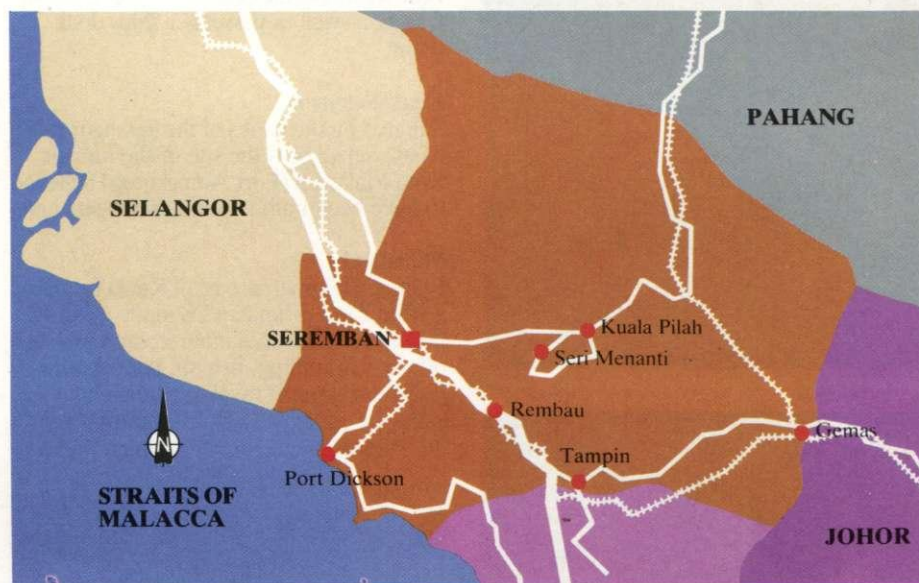 PAHANG
SELANGOR
SEREMBAN
Kuala Pilah
Seri Menanti
Rembau
Gemas
Tampin
Port Dickson
N
STRAITS OF
MALACCA
JOHOR